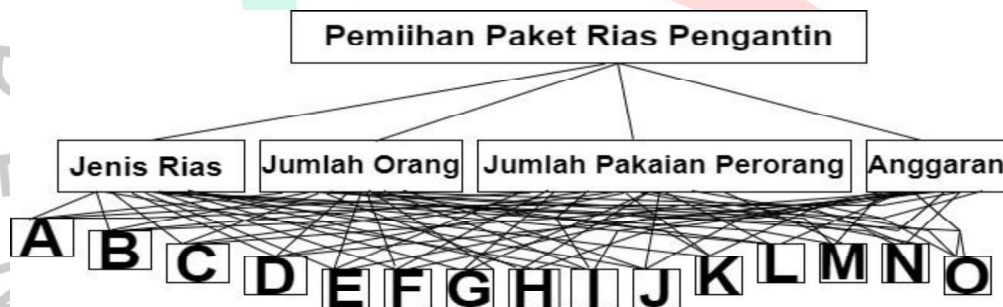 Pemiihan Paket Rias Pengantin
Jenis Rias
Jumlah Orang
Jumlah Pakaian Perorang
Anggaran
A
B
C
D
E
F
G
H
I
J
K
L
M
N
O